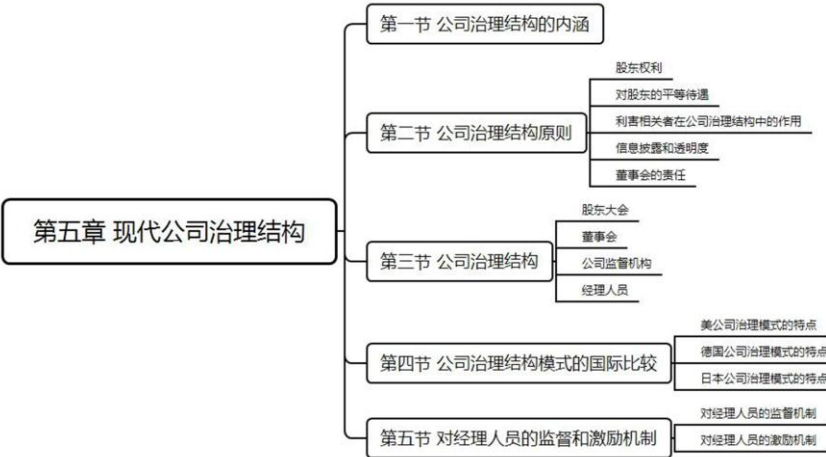 第一节 公司治理结构的内涵
股东权利
对股东的平等待遇
第二节 公司治理结构原则
利害相关者在公司治理结构中的作用
信息披露和透明度
董事会的责任
第五章 现代公司治理结构
股东大会
董事会
第三节 公司治理结构
公司监督机构
经理人员
美公司治理模式的特点
第四节 公司治理结构模式的国际比较
德国公司治理模式的特点
日本公司治理模式的特点
对经理人员的监督机制
第五节 对经理人员的监督和激励机制
对经理人员的激励机制